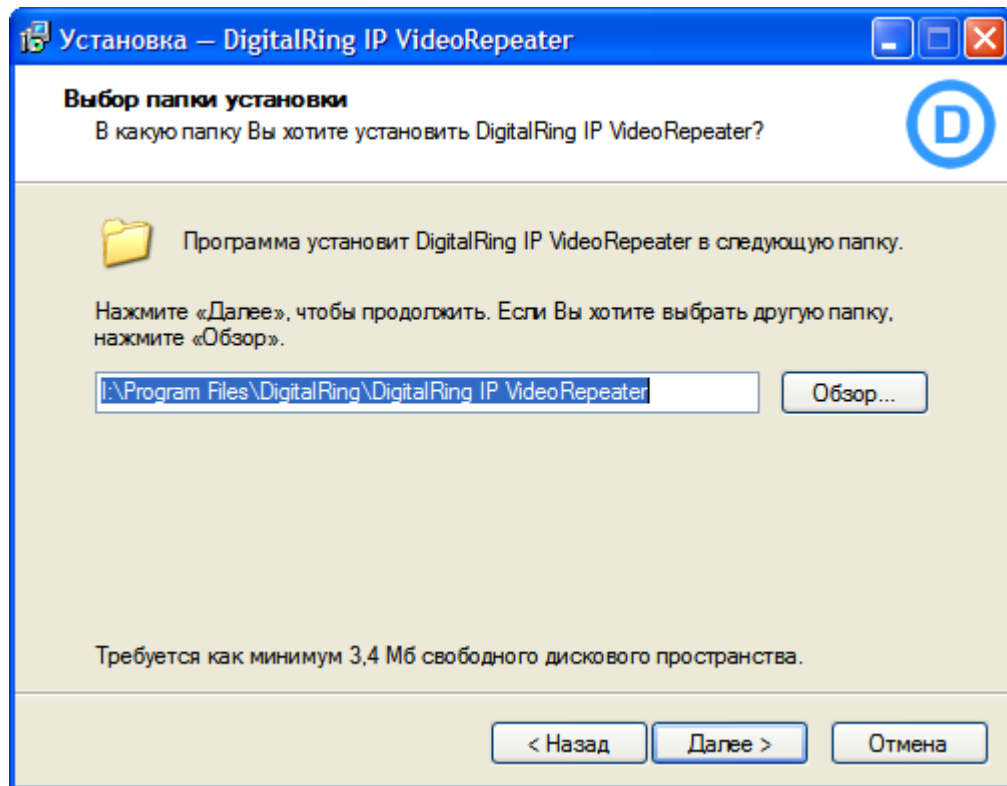 Установка — DigitalRing IP VideoRepeater
Выбор папки установки
В какую папку Вы хотите установить DigitalRing IP VideoRepeater?
D
Программа установит DigitalRing IP VideoRepeater в следующую папку.
Нажмите «Далее», чтобы продолжить. Если Вы хотите выбрать другую папку,
нажмите «Обзор».
I:\Program Files\DigitalRing\DigitalRing IP VideoRepeater
Обзор...
Требуется как минимум 3,4 Мб свободного дискового пространства.
< Назад
Далее >
Отмена